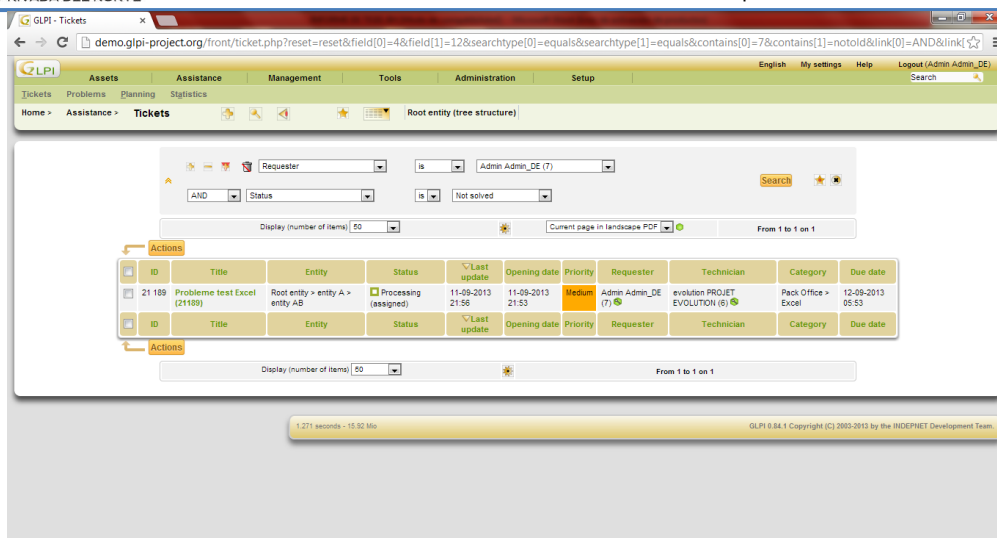 GLPI - Tickets
demo.glpi-project.org/front/ticket.php?reset=reset&field[0]=4&field[1]=12&searchtype[0]=equals&searchtype[1]=equals&contains[0]=7&contains[1]=notold&link[0]=AND&link[
GLPI
English My settings Help Logout (Admin Admin_DE)
Assets Assistance Management Tools Administration Setup Search
Tickets Problems Planning Statistics
Home > Assistance > Tickets Root entity (tree structure)
Requester is Admin Admin_DE (7)
Search
AND Status is Not solved
Display (number of items) 50 Current page in landscape PDF From 1 to 1 on 1
Actions
ID Title Entity Status Last update Opening date Priority Requester Technician Category Due date
21 189 Probleme test Excel (21189) Root entity > entity A > entity AB Processing (assigned) 11-09-2013 21:56 11-09-2013 21:53 Medium Admin Admin_DE (7) evolution PROJET EVOLUTION (6) Pack Office > Excel 12-09-2013 05:53
ID Title Entity Status Last update Opening date Priority Requester Technician Category Due date
Actions
Display (number of items) 50 From 1 to 1 on 1
1.271 seconds - 15.92 Mio GLPI 0.84.1 Copyright (C) 2003-2013 by the INDEPNET Development Team.